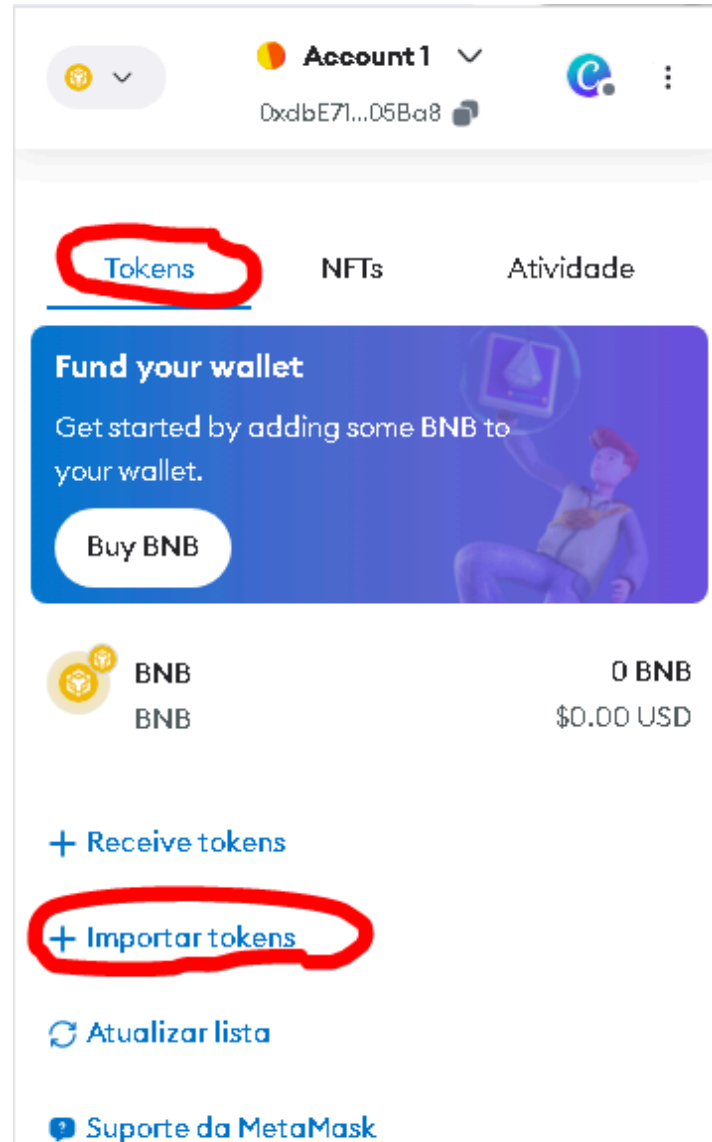 Account 1
0xdbE71...05Ba8
Tokens NFTs Atividade
Fund your wallet
Get started by adding some BNB to
your wallet.
Buy BNB
BNB 0 BNB
BNB $0.00 USD
+ Receive tokens
+ Importar tokens
Atualizar lista
Suporte da MetaMask